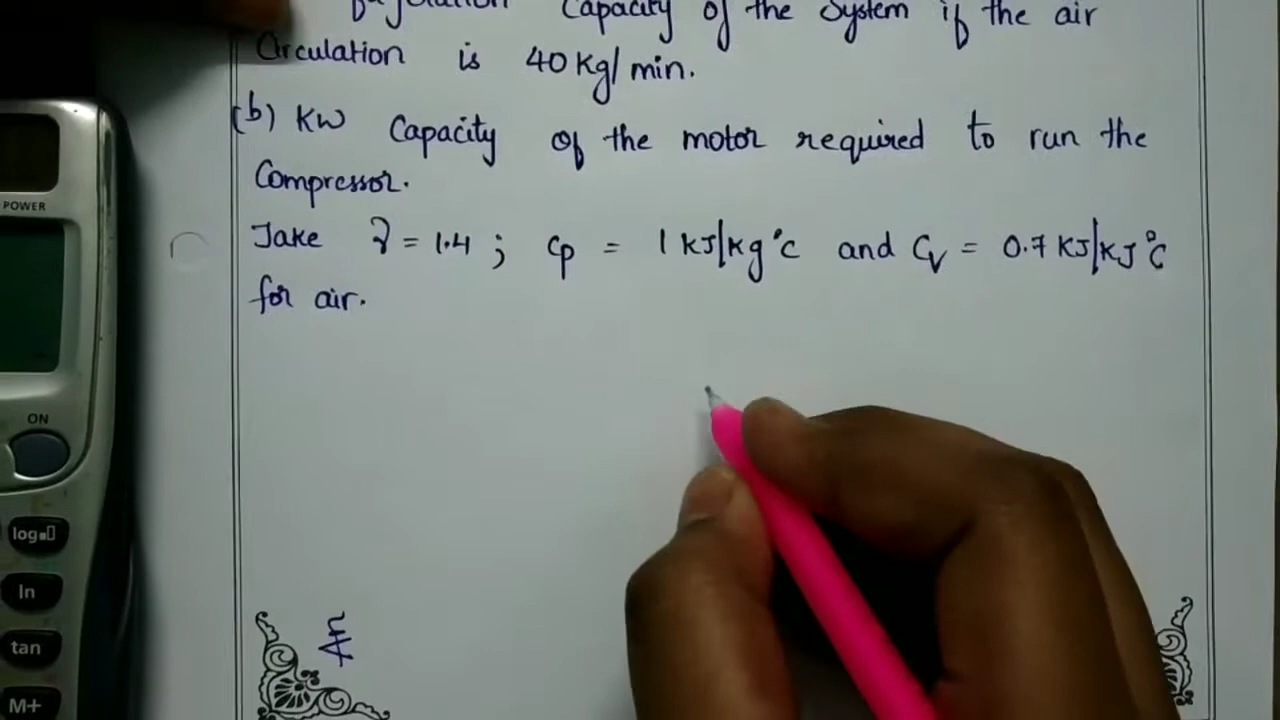 Capacity of the System if the air
Circulation is 40 Kg/min.
(b) KW Capacity of the motor required to run the
Compressor.
Take γ = 1.4 ; Cp = 1 KJ/Kg°C and Cv = 0.7 KJ/KJ°C
for air.
POWER
ON
log
ln
tan
M+